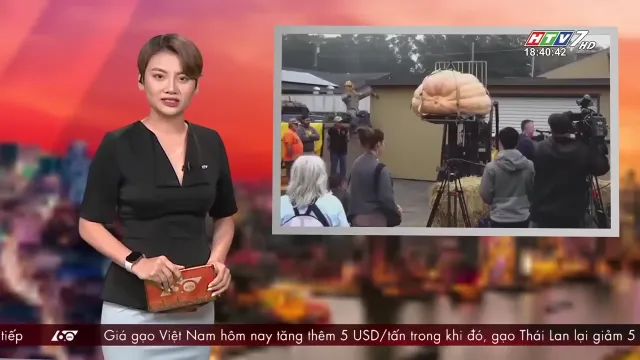 HTV7 HD
18:40:42
tiếp 60 Giá gạo Việt Nam hôm nay tăng thêm 5 USD/tấn trong khi đó, gạo Thái Lan lại giảm 5